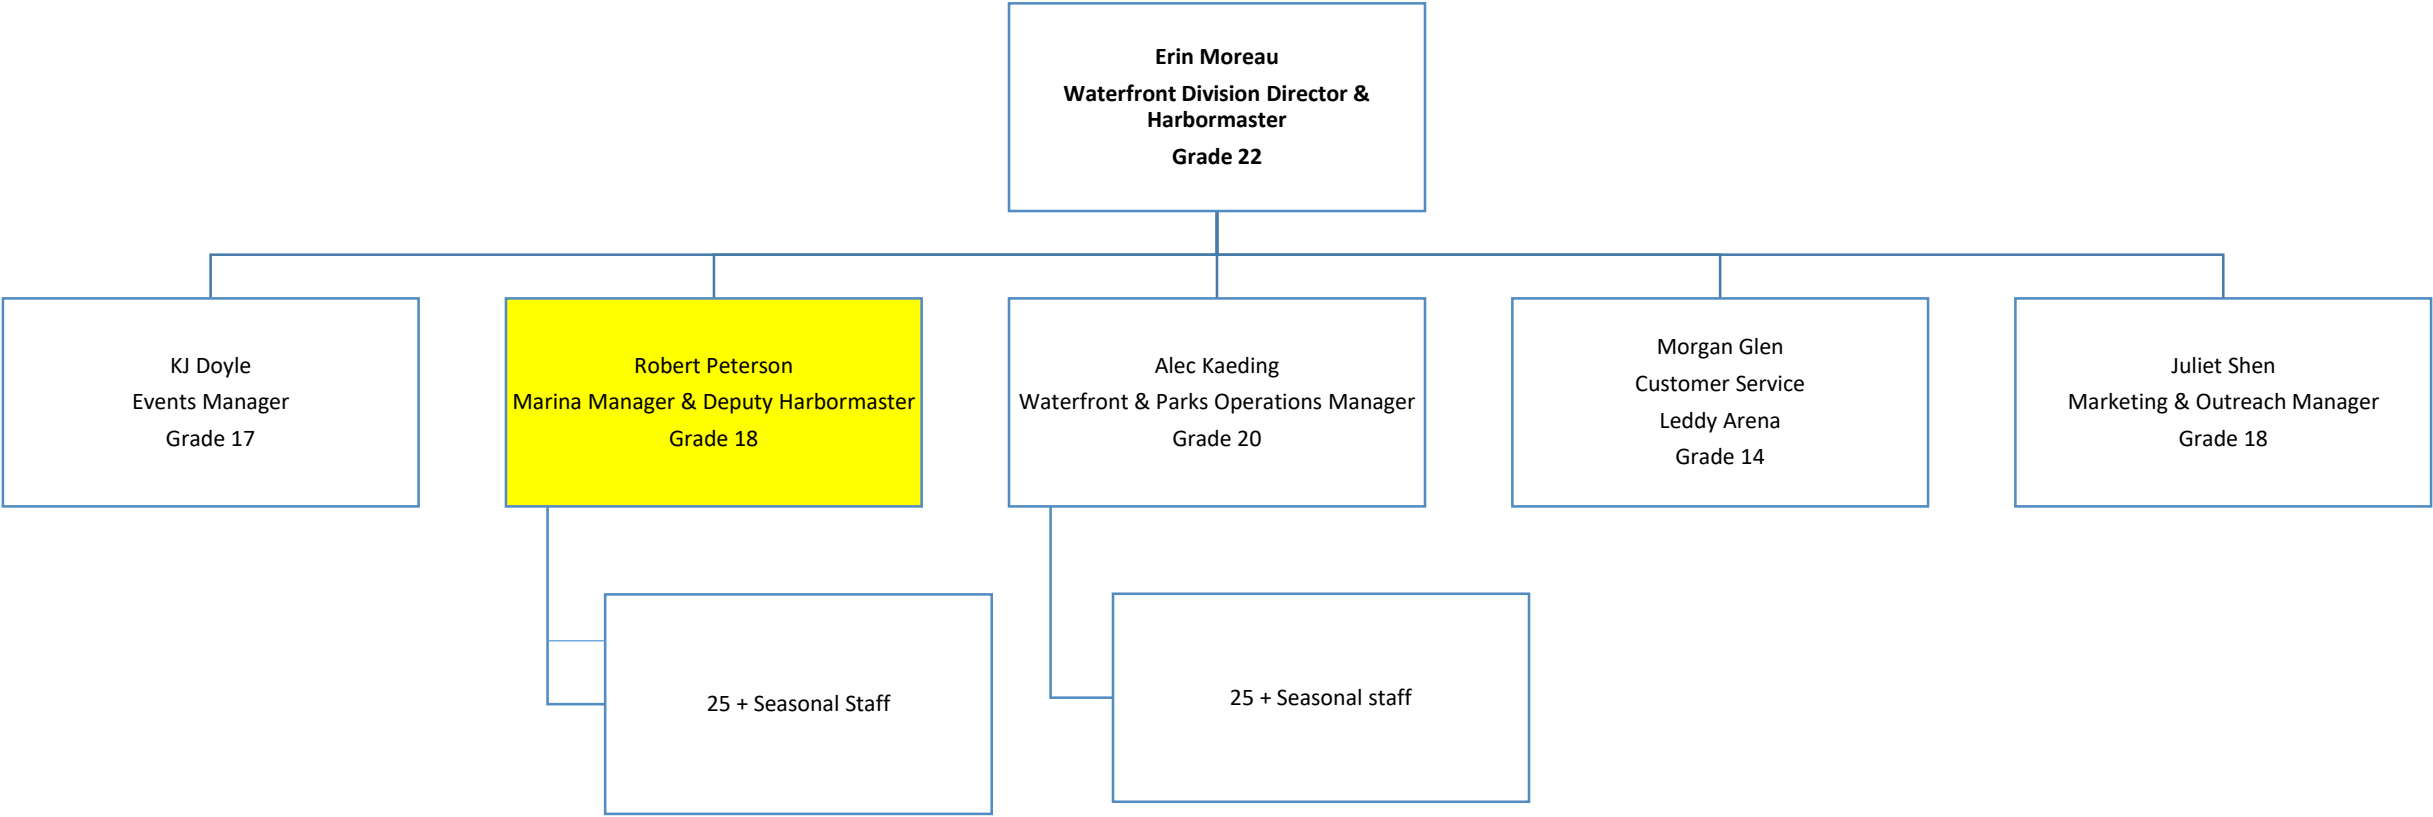 Erin Moreau
Waterfront Division Director &
Harbormaster
Grade 22
KJ Doyle
Events Manager
Grade 17
Robert Peterson
Marina Manager & Deputy Harbormaster
Grade 18
Alec Kaeding
Waterfront & Parks Operations Manager
Grade 20
Morgan Glen
Customer Service
Leddy Arena
Grade 14
Juliet Shen
Marketing & Outreach Manager
Grade 18
25 + Seasonal Staff
25 + Seasonal staff